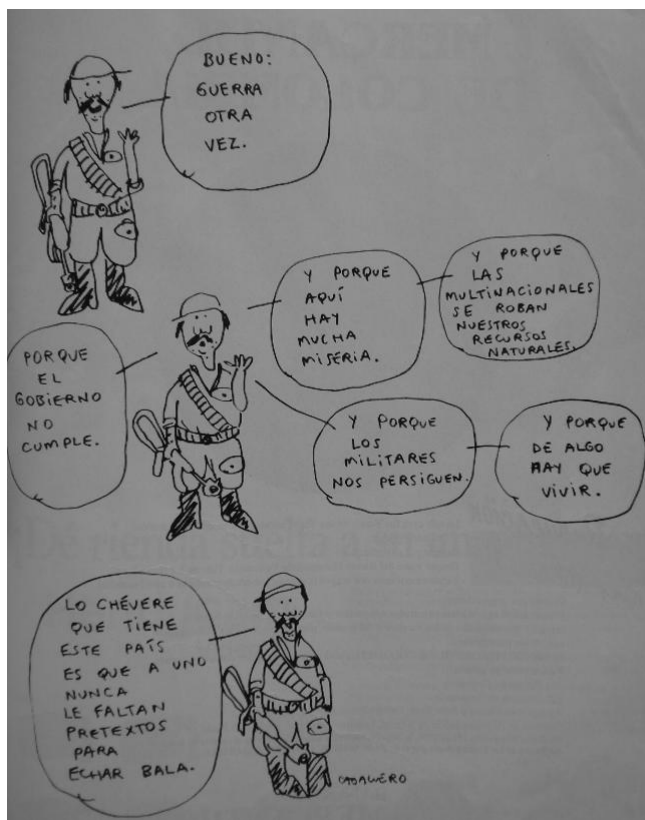 BUENO:
GUERRA
OTRA
VEZ.
PORQUE
EL
GOBIERNO
NO
CUMPLE.
Y PORQUE
AQUÍ
HAY
MUCHA
MISERIA.
Y PORQUE
LAS
MULTINACIONALES
SE ROBAN
NUESTROS
RECURSOS
NATURALES.
Y PORQUE
LOS
MILITARES
NOS PERSIGUEN.
Y PORQUE
DE ALGO
HAY QUE
VIVIR.
LO CHÉVERE
QUE TIENE
ESTE PAÍS
ES QUE A UNO
NUNCA
LE FALTAN
PRETEXTOS
PARA
ECHAR BALA.